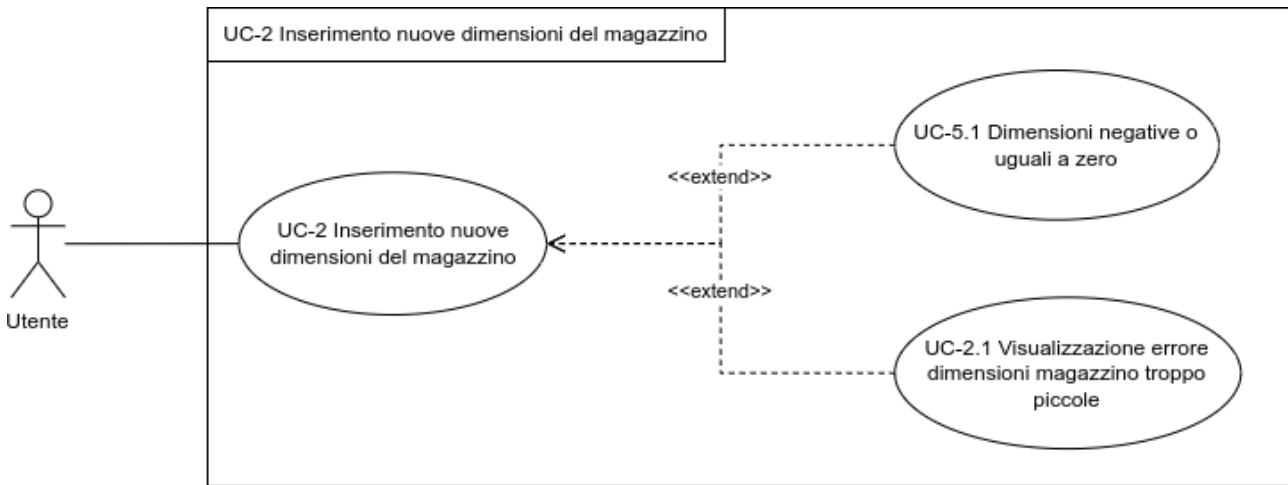 UC-2 Inserimento nuove dimensioni del magazzino
UC-5.1 Dimensioni negative o
uguali a zero
<<extend>>
UC-2 Inserimento nuove
dimensioni del magazzino
<<extend>>
Utente
UC-2.1 Visualizzazione errore
dimensioni magazzino troppo
piccole